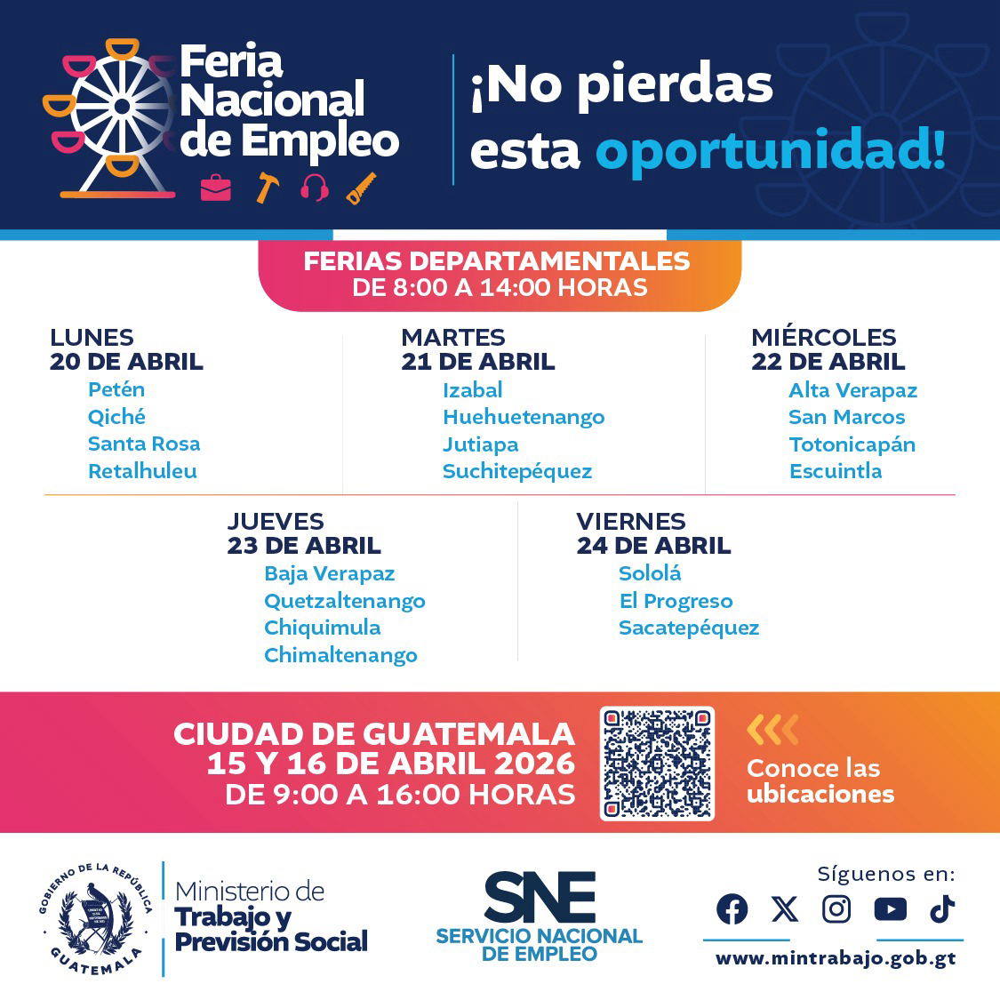 Feria
Nacional
de Empleo
¡No pierdas
esta oportunidad!
FERIAS DEPARTAMENTALES
DE 8:00 A 14:00 HORAS
LUNES
20 DE ABRIL
Petén
Qiché
Santa Rosa
Retalhuleu
MARTES
21 DE ABRIL
Izabal
Huehuetenango
Jutiapa
Suchitepéquez
MIÉRCOLES
22 DE ABRIL
Alta Verapaz
San Marcos
Totonicapán
Escuintla
JUEVES
23 DE ABRIL
Baja Verapaz
Quetzaltenango
Chiquimula
Chimaltenango
VIERNES
24 DE ABRIL
Sololá
El Progreso
Sacatepéquez
CIUDAD DE GUATEMALA
15 Y 16 DE ABRIL 2026
DE 9:00 A 16:00 HORAS
Conoce las
ubicaciones
GOBIERNO DE LA REPÚBLICA
GUATEMALA
Ministerio de
Trabajo y
Previsión Social
SNE
SERVICIO NACIONAL
DE EMPLEO
Síguenos en:
www.mintrabajo.gob.gt